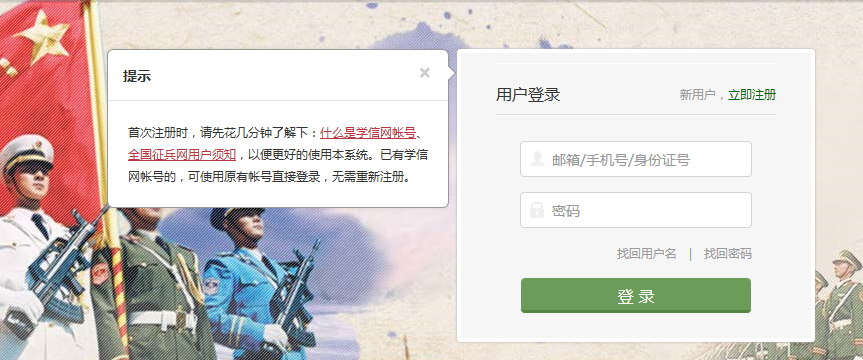 提示
首次注册时，请先花几分钟了解下：什么是学信网帐号、
全国征兵网用户须知，以便更好的使用本系统。已有学信
网帐号的，可使用原有帐号直接登录，无需重新注册。
用户登录
新用户，立即注册
邮箱/手机号/身份证号
密码
找回用户名 | 找回密码
登 录